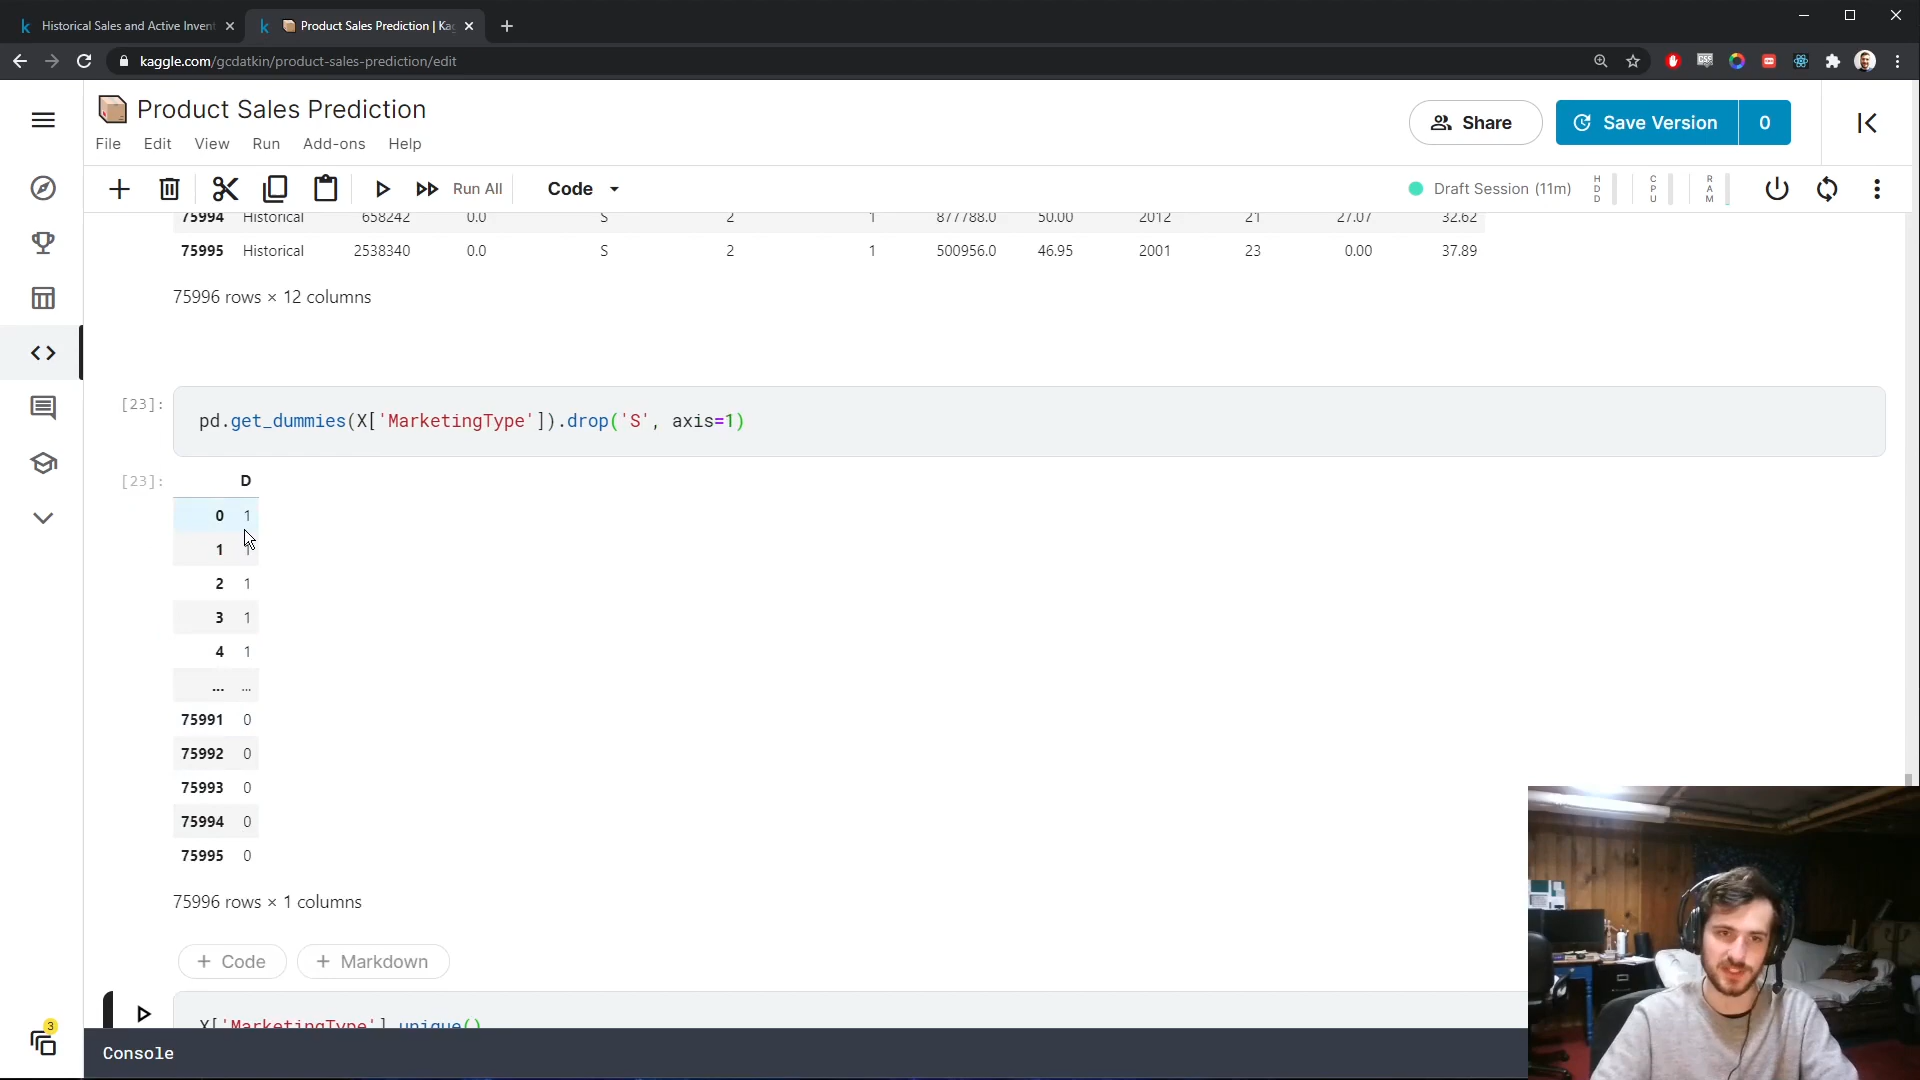 Historical Sales and Active Invent
Product Sales Prediction | Kag
kaggle.com/gcdatkin/product-sales-prediction/edit
Product Sales Prediction
File Edit View Run Add-ons Help
Share
Save Version 0
Run All Code
Draft Session (11m) HDD CPU RAM
75994 Historical 658242 0.0 S 2 1 877788.0 50.00 2012 21 27.07 32.62
75995 Historical 2538340 0.0 S 2 1 500956.0 46.95 2001 23 0.00 37.89
75996 rows × 12 columns
[23]:
pd.get_dummies(X['MarketingType']).drop('S', axis=1)
[23]:
D
0 1
1 1
2 1
3 1
4 1
... ...
75991 0
75992 0
75993 0
75994 0
75995 0
75996 rows × 1 columns
+ Code + Markdown
X['MarketingType'].unique()
3
Console